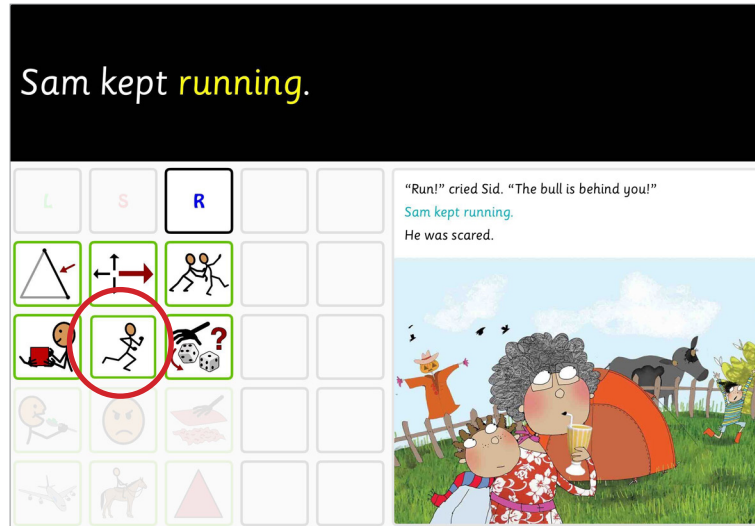 Sam kept running.
L S R
"Run!" cried Sid. "The bull is behind you!"
Sam kept running.
He was scared.
?